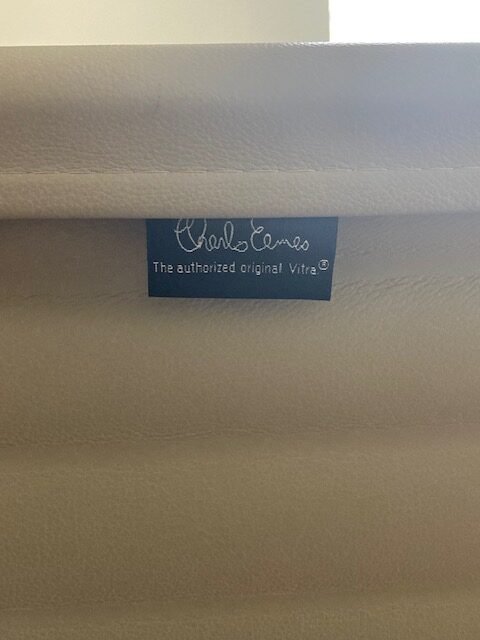 Charles Eames
The authorized original Vitra®